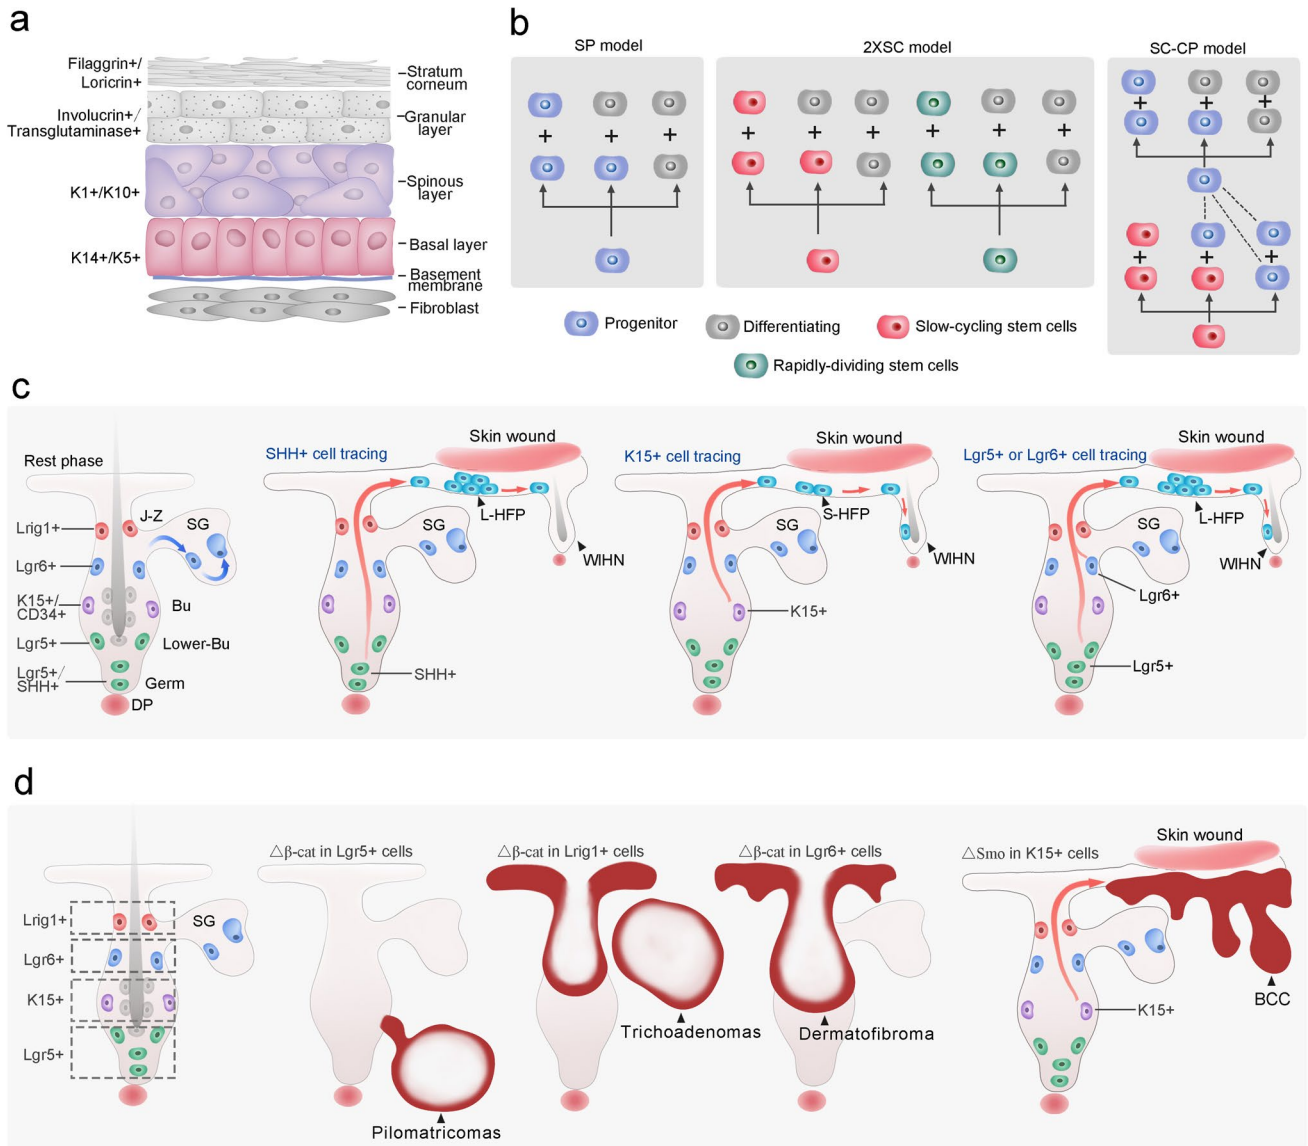 a
Filaggrin+/
Loricrin+
Stratum
corneum
Involucrin+/
Transglutaminase+
Granular
layer
K1+/K10+
Spinous
layer
K14+/K5+
Basal layer
Basement
membrane
Fibroblast
b
SP model
2XSC model
SC-CP model
+ + +
+ + + + + +
+ + +
+ + +
Progenitor
Differentiating
Slow-cycling stem cells
Rapidly-dividing stem cells
c
Rest phase
Lrig1+
J-Z
SG
Lgr6+
K15+/
CD34+
Bu
Lgr5+
Lower-Bu
Lgr5+/
SHH+
Germ
DP
SHH+ cell tracing
Skin wound
L-HFP
SG
WIHN
SHH+
K15+ cell tracing
Skin wound
S-HFP
SG
WIHN
K15+
Lgr5+ or Lgr6+ cell tracing
Skin wound
L-HFP
SG
WIHN
Lgr6+
Lgr5+
d
Lrig1+
SG
Lgr6+
K15+
Lgr5+
△β-cat in Lgr5+ cells
Pilomatricomas
△β-cat in Lrig1+ cells
Trichoadenomas
△β-cat in Lgr6+ cells
Dermatofibroma
△Smo in K15+ cells
Skin wound
K15+
BCC